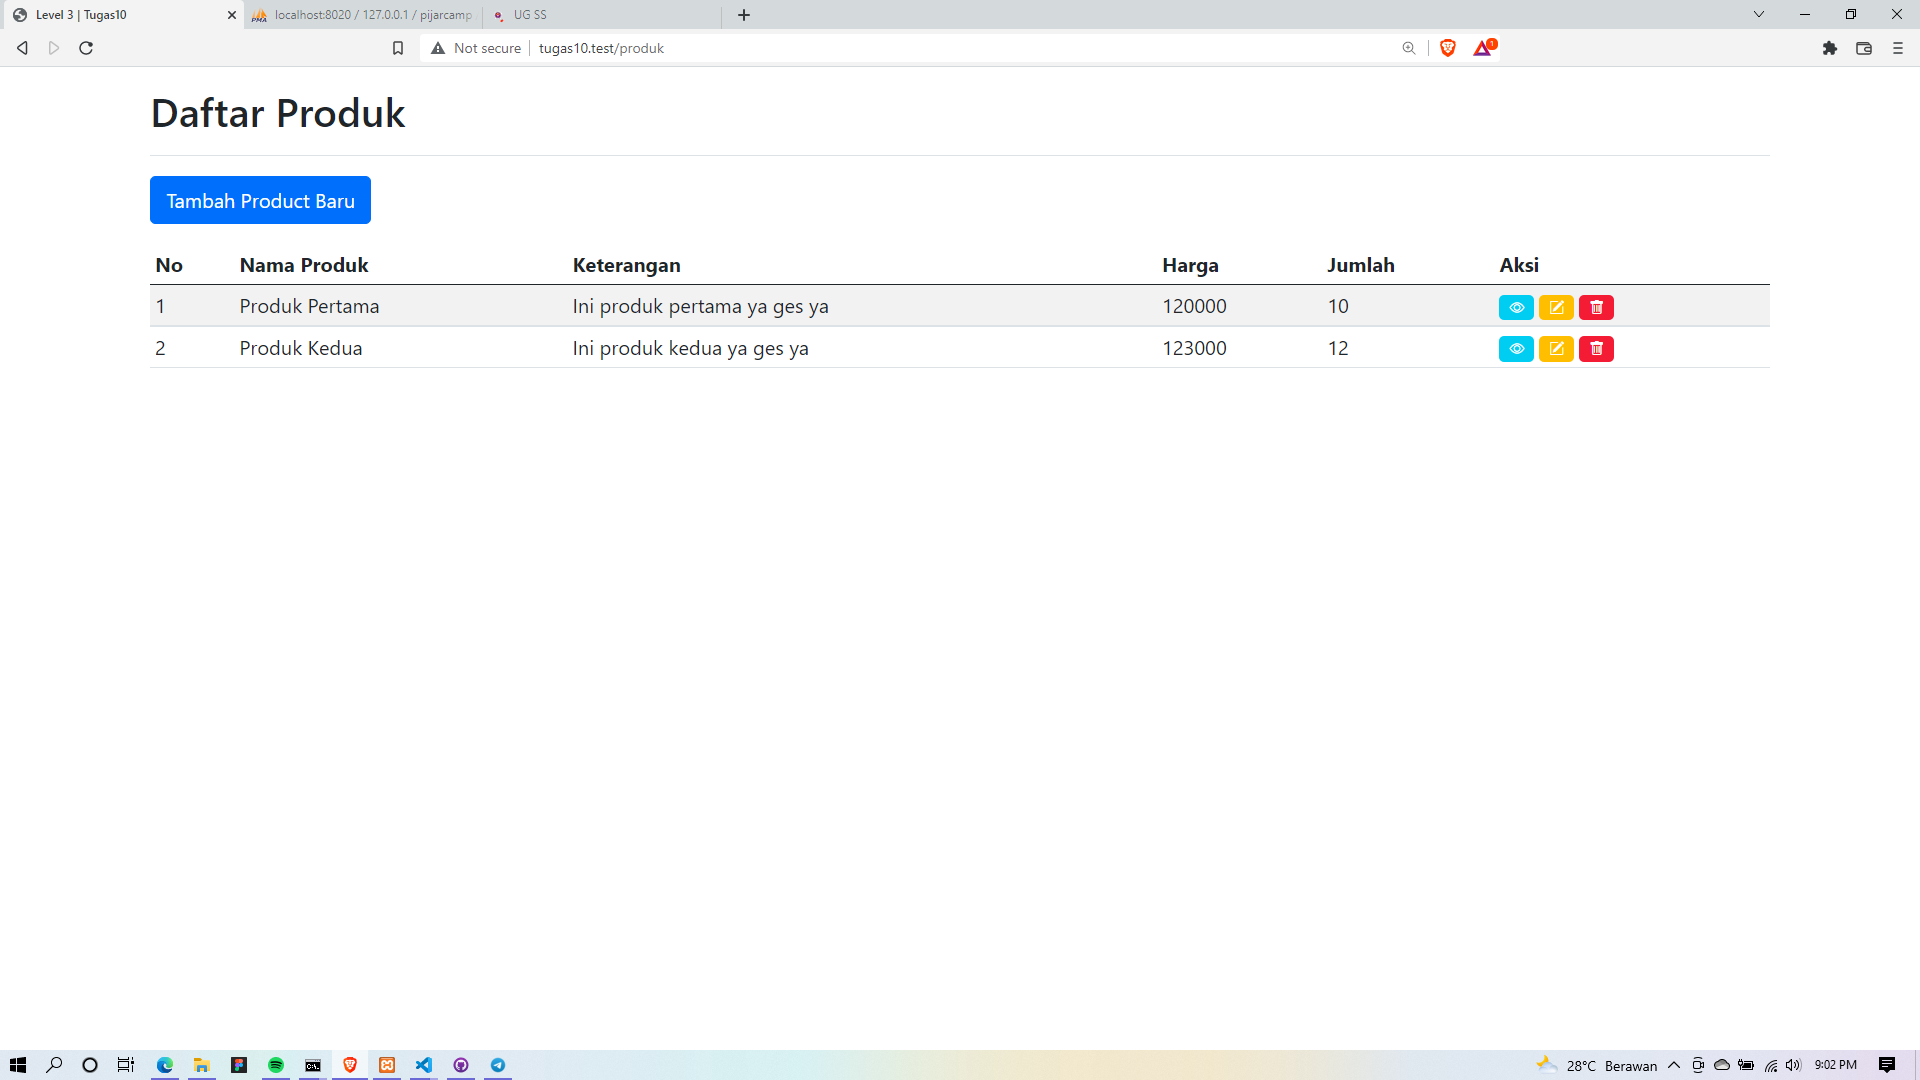 Level 3 | Tugas10
localhost:8020 / 127.0.0.1 / pijarcamp
UG SS
Not secure
tugas10.test/produk
1
Daftar Produk
Tambah Product Baru
No Nama Produk Keterangan Harga Jumlah Aksi
1 Produk Pertama Ini produk pertama ya ges ya 120000 10
2 Produk Kedua Ini produk kedua ya ges ya 123000 12
28°C Berawan 9:02 PM